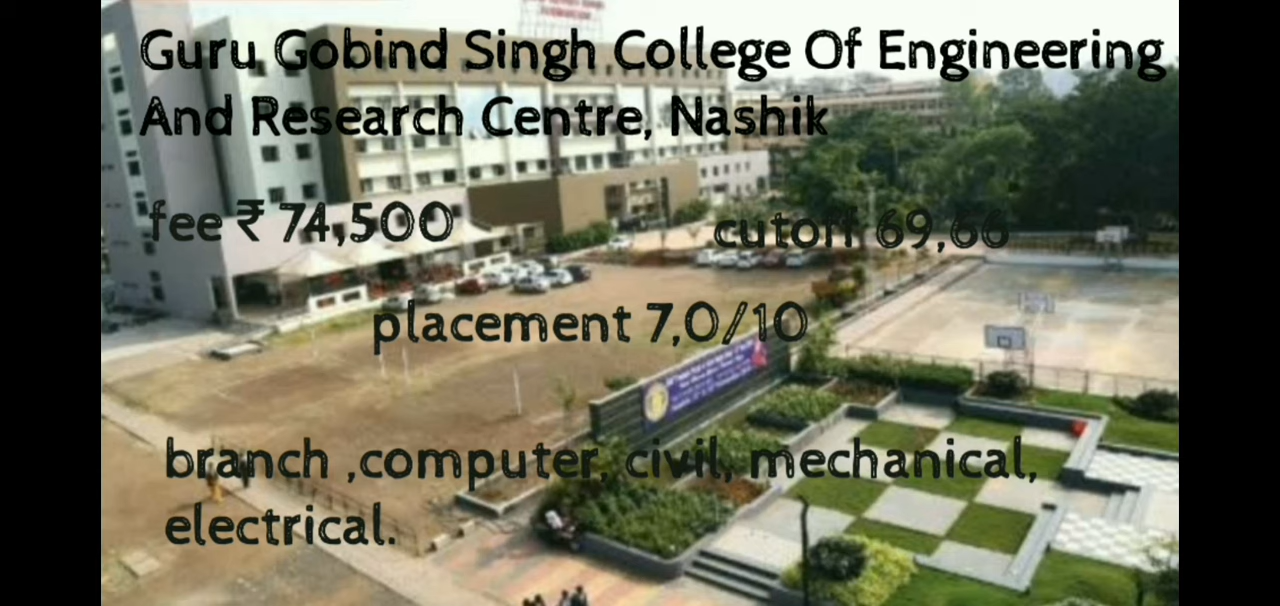 Guru Gobind Singh College Of Engineering
And Research Centre, Nashik
fee ₹ 74,500
cutoff 69,66
placement 7,0/10
branch ,computer, civil, mechanical,
electrical.